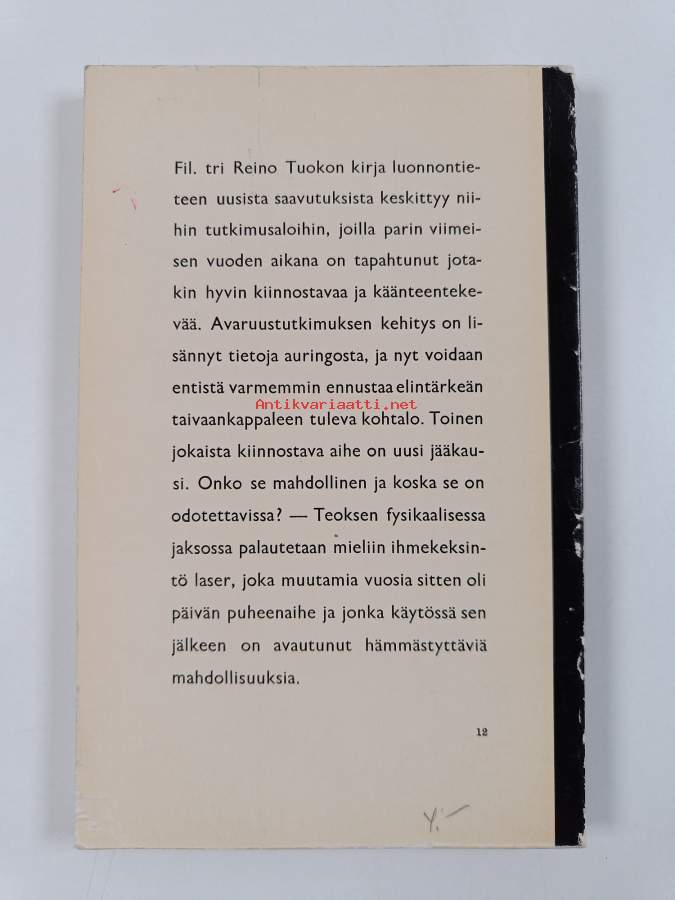 Fil. tri Reino Tuokon kirja luonnontie-
teen uusista saavutuksista keskittyy nii-
hin tutkimusaloihin, joilla parin viimei-
sen vuoden aikana on tapahtunut jota-
kin hyvin kiinnostavaa ja käänteenteke-
vää. Avaruustutkimuksen kehitys on li-
sännyt tietoja auringosta, ja nyt voidaan
entistä varmemmin ennustaa elintärkeän
Antikvariaatti.net
taivaankappaleen tuleva kohtalo. Toinen
jokaista kiinnostava aihe on uusi jääkau-
si. Onko se mahdollinen ja koska se on
odotettavissa? — Teoksen fysikaalisessa
jaksossa palautetaan mieliin ihmekeksin-
tö laser, joka muutamia vuosia sitten oli
päivän puheenaihe ja jonka käytössä sen
jälkeen on avautunut hämmästyttäviä
mahdollisuuksia.
12